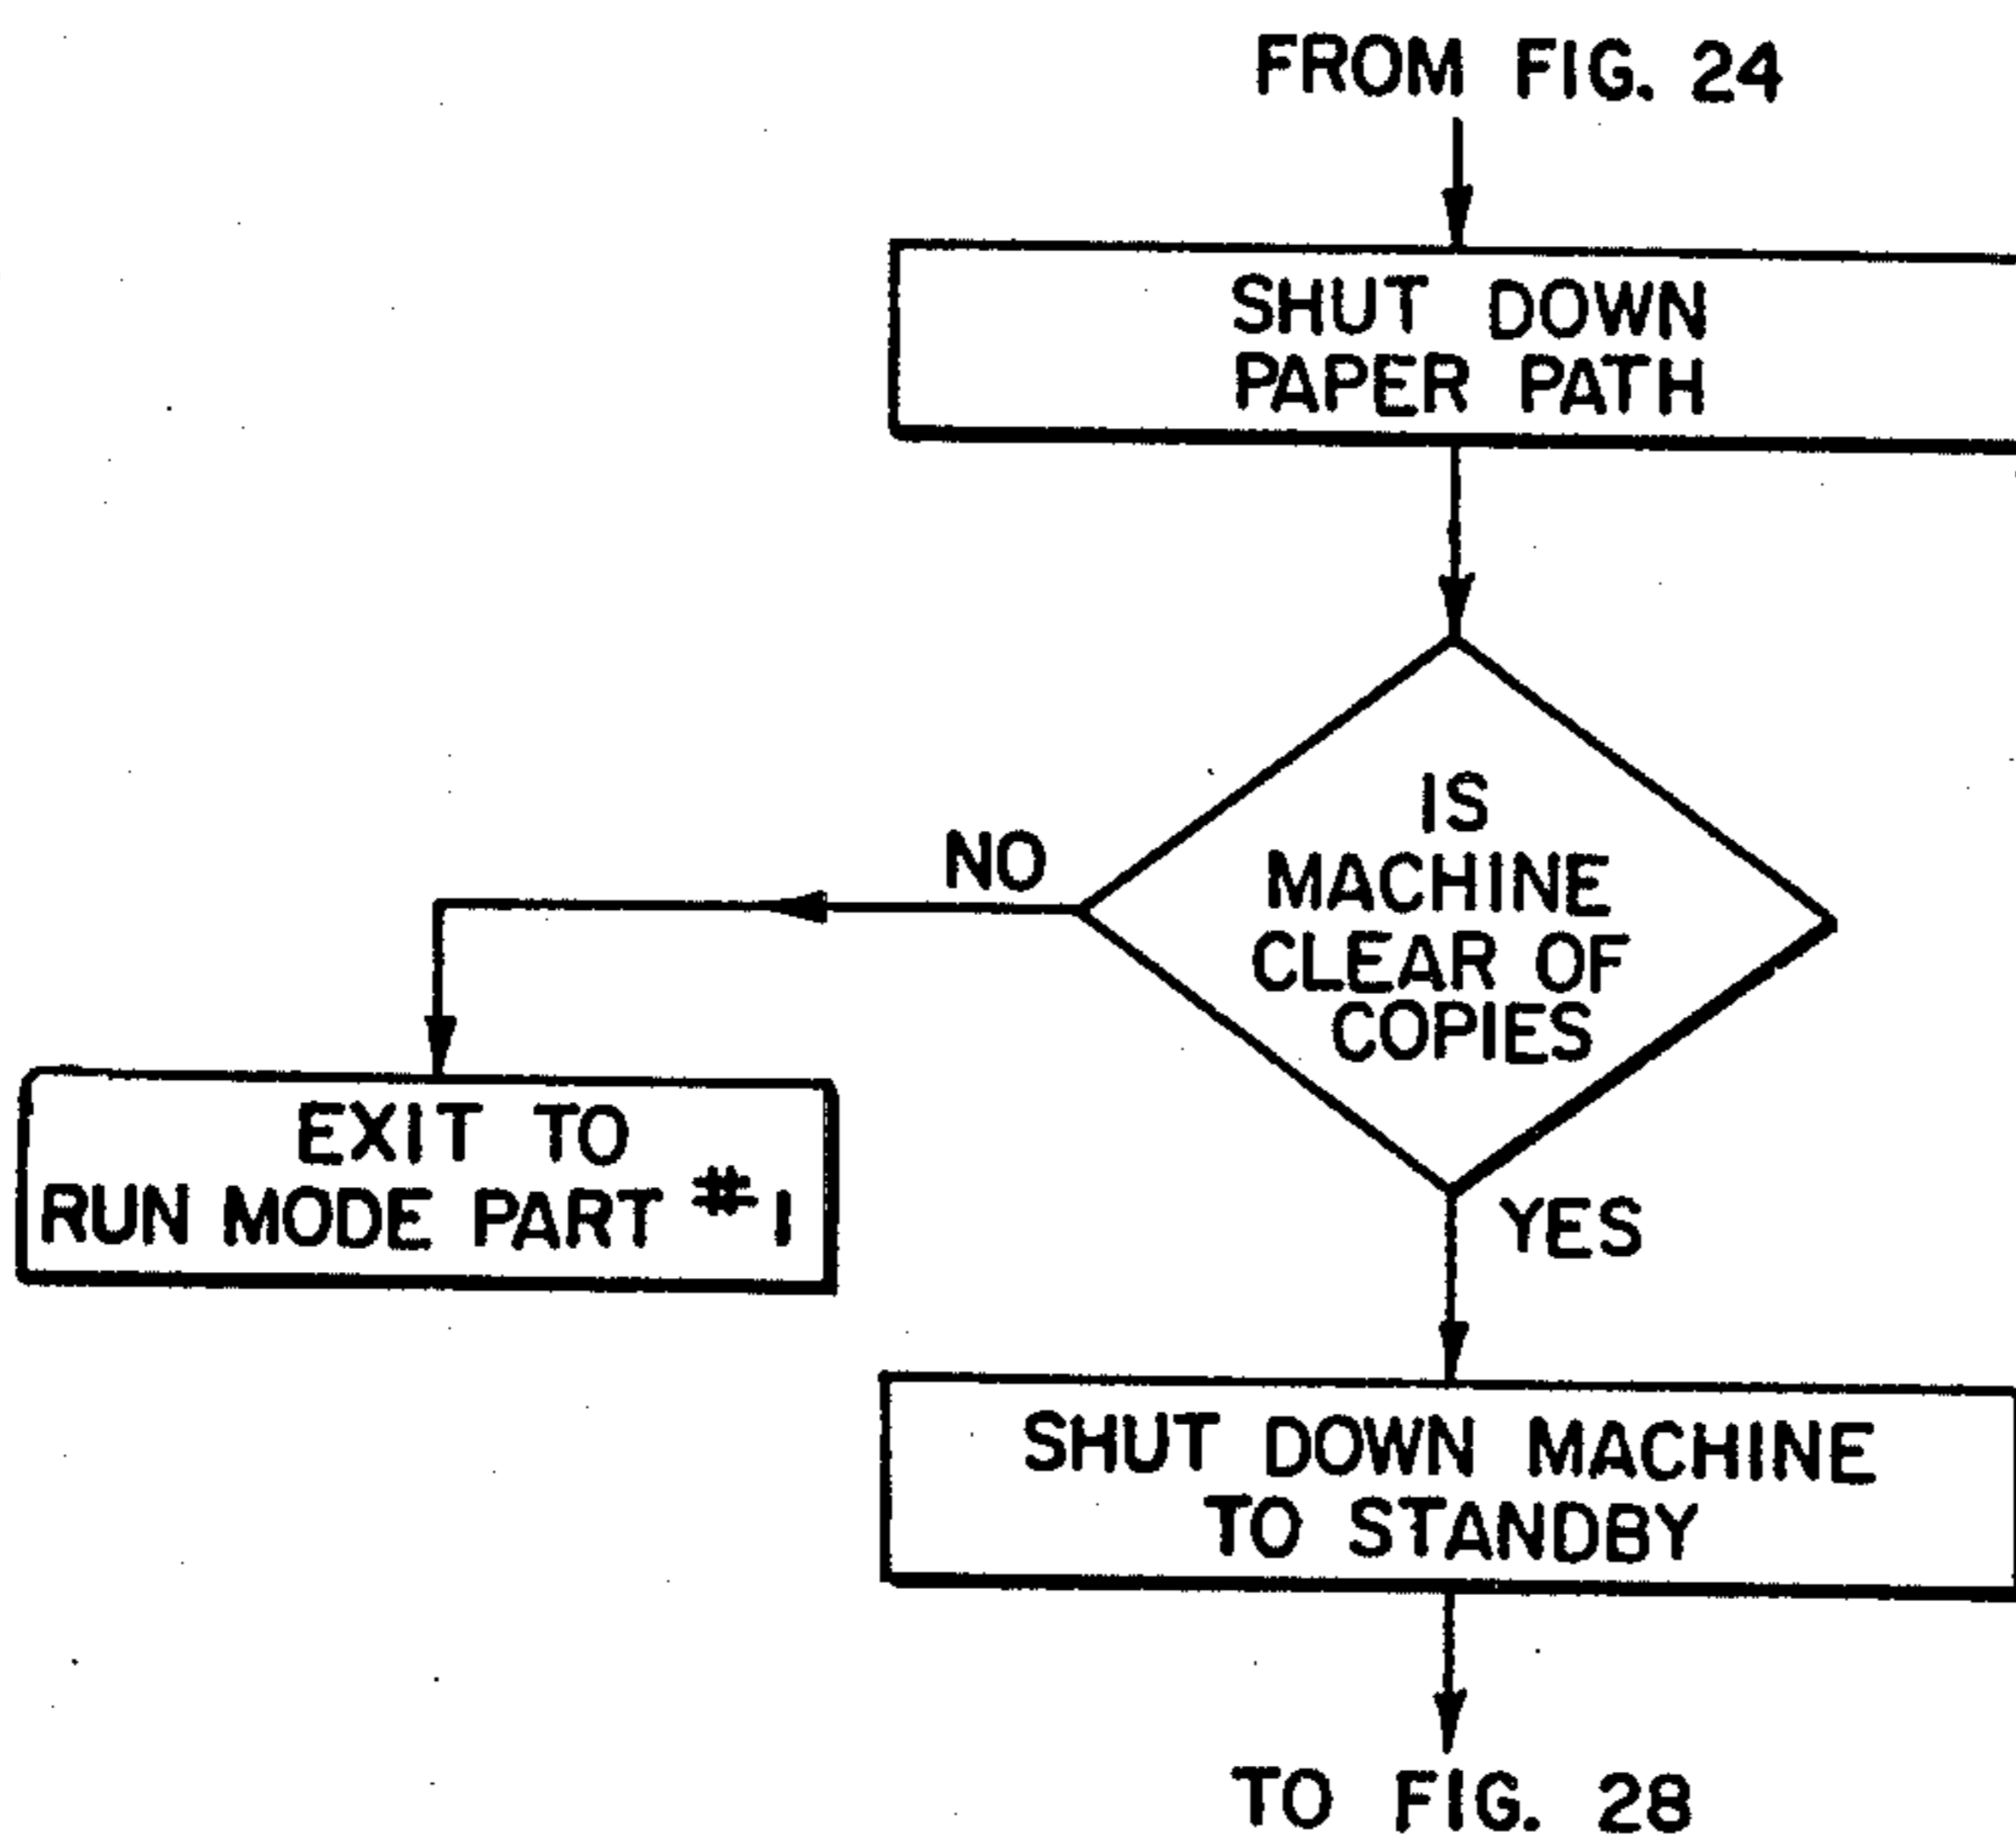 FROM FIG. 24
SHUT DOWN
PAPER PATH
IS
MACHINE
CLEAR OF
COPIES
NO
EXIT TO
RUN MODE PART #1
YES
SHUT DOWN MACHINE
TO STANDBY
TO FIG. 28